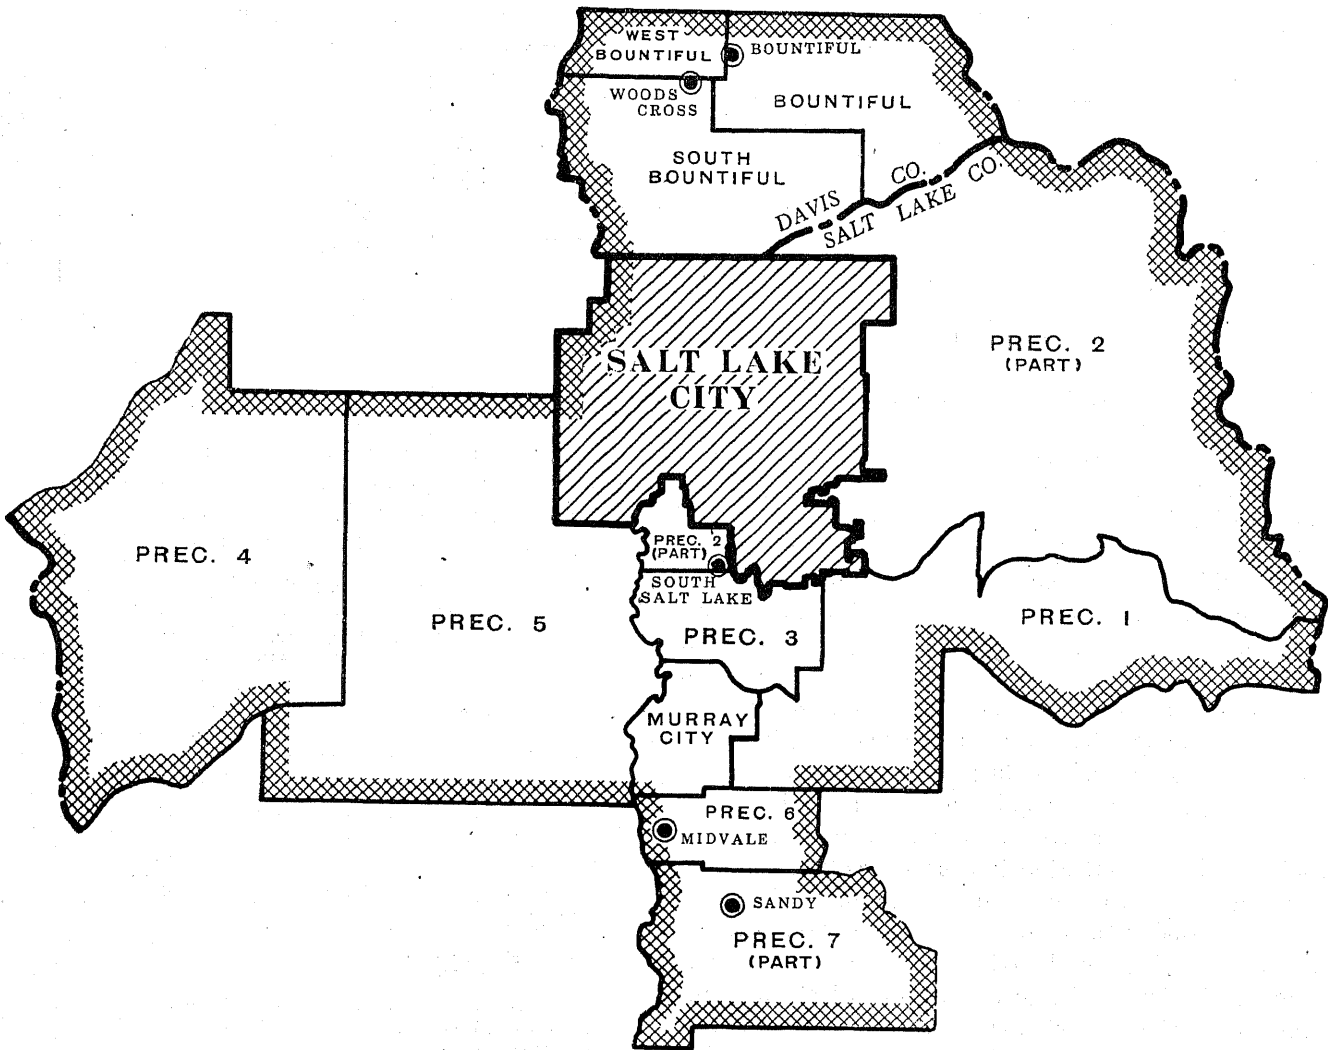 WEST
BOUNTIFUL
BOUNTIFUL
WOODS
CROSS
BOUNTIFUL
SOUTH
BOUNTIFUL
DAVIS CO.
SALT LAKE CO.
PREC. 2
(PART)
SALT LAKE
CITY
PREC. 4
PREC. 2
(PART)
SOUTH
SALT LAKE
PREC. 5
PREC. 3
PREC. 1
MURRAY
CITY
PREC. 6
MIDVALE
SANDY
PREC. 7
(PART)